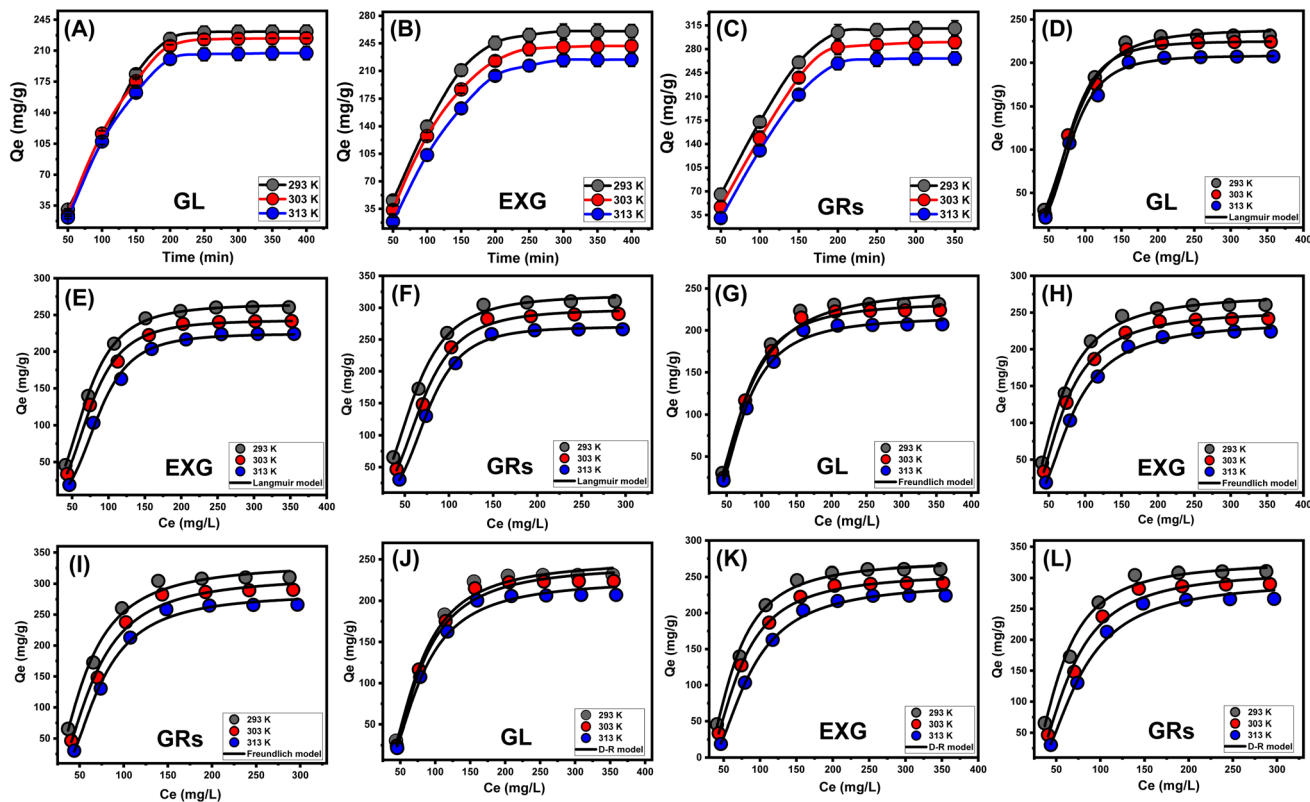 (A)
Qe (mg/g)
245
210
175
140
105
70
35
GL
293 K
303 K
313 K
50 100 150 200 250 300 350 400
Time (min)
(B)
Qe (mg/g)
280
245
210
175
140
105
70
35
EXG
293 K
303 K
313 K
50 100 150 200 250 300 350 400
Time (min)
(C)
Qe (mg/g)
315
280
245
210
175
140
105
70
35
GRs
293 K
303 K
313 K
50 100 150 200 250 300 350
Time (min)
(D)
Qe (mg/g)
250
200
150
100
50
GL
293 K
303 K
313 K
Langmuir model
50 100 150 200 250 300 350 400
Ce (mg/L)
(E)
Qe (mg/g)
300
250
200
150
100
50
EXG
293 K
303 K
313 K
Langmuir model
50 100 150 200 250 300 350 400
Ce (mg/L)
(F)
Qe (mg/g)
350
300
250
200
150
100
50
GRs
293 K
303 K
313 K
Langmuir model
50 100 150 200 250 300
Ce (mg/L)
(G)
Qe (mg/g)
250
200
150
100
50
GL
293 K
303 K
313 K
Freundlich model
50 100 150 200 250 300 350 400
Ce (mg/L)
(H)
Qe (mg/g)
300
250
200
150
100
50
0
EXG
293 K
303 K
313 K
Freundlich model
50 100 150 200 250 300 350 400
Ce (mg/L)
(I)
Qe (mg/g)
350
300
250
200
150
100
50
GRs
293 K
303 K
313 K
Freundlich model
50 100 150 200 250 300
Ce (mg/L)
(J)
Qe (mg/g)
250
200
150
100
50
GL
293 K
303 K
313 K
D-R model
50 100 150 200 250 300 350 400
Ce (mg/L)
(K)
Qe (mg/g)
300
250
200
150
100
50
0
EXG
293 K
303 K
313 K
D-R model
50 100 150 200 250 300 350 400
Ce (mg/L)
(L)
Qe (mg/g)
350
300
250
200
150
100
50
GRs
293 K
303 K
313 K
D-R model
50 100 150 200 250 300
Ce (mg/L)